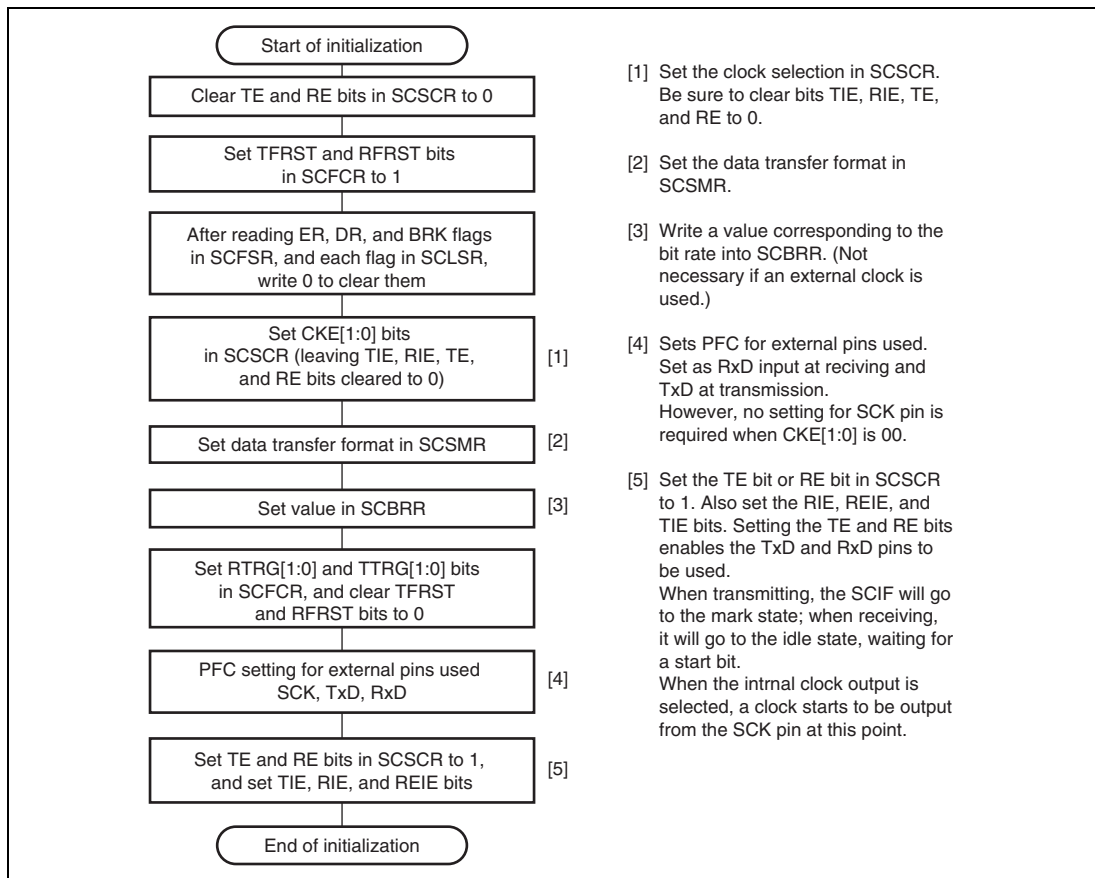 Start of initialization
Clear TE and RE bits in SCSCR to 0
Set TFRST and RFRST bits
in SCFCR to 1
After reading ER, DR, and BRK flags
in SCFSR, and each flag in SCLSR,
write 0 to clear them
Set CKE[1:0] bits
in SCSCR (leaving TIE, RIE, TE,
and RE bits cleared to 0)
[1]
Set data transfer format in SCSMR
[2]
Set value in SCBRR
[3]
Set RTRG[1:0] and TTRG[1:0] bits
in SCFCR, and clear TFRST
and RFRST bits to 0
PFC setting for external pins used
SCK, TxD, RxD
[4]
Set TE and RE bits in SCSCR to 1,
and set TIE, RIE, and REIE bits
[5]
End of initialization
[1] Set the clock selection in SCSCR.
Be sure to clear bits TIE, RIE, TE,
and RE to 0.
[2] Set the data transfer format in
SCSMR.
[3] Write a value corresponding to the
bit rate into SCBRR. (Not
necessary if an external clock is
used.)
[4] Sets PFC for external pins used.
Set as RxD input at reciving and
TxD at transmission.
However, no setting for SCK pin is
required when CKE[1:0] is 00.
[5] Set the TE bit or RE bit in SCSCR
to 1. Also set the RIE, REIE, and
TIE bits. Setting the TE and RE bits
enables the TxD and RxD pins to
be used.
When transmitting, the SCIF will go
to the mark state; when receiving,
it will go to the idle state, waiting for
a start bit.
When the intrnal clock output is
selected, a clock starts to be output
from the SCK pin at this point.